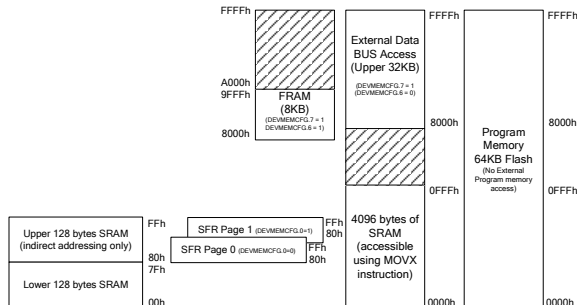 FFFFh
A000h
9FFFh
8000h
FRAM
(8KB)
(DEVMEMCFG.7 = 1
DEVMEMCFG.6 = 1)
External Data
BUS Access
(Upper 32KB)
(DEVMEMCFG.7 = 1
(DEVMEMCFG.6 = 0)
4096 bytes of
SRAM
(accessible
using MOVX
instruction)
FFFFh
8000h
0FFFh
0000h
Program
Memory
64KB Flash
(No External
Program memory
access)
FFFFh
8000h
0FFFh
0000h
Upper 128 bytes SRAM
(indirect addressing only)
Lower 128 bytes SRAM
FFh
80h
7Fh
00h
SFR Page 1 (DEVMEMCFG.0=1)
FFh
80h
SFR Page 0 (DEVMEMCFG.0=0)
FFh
80h